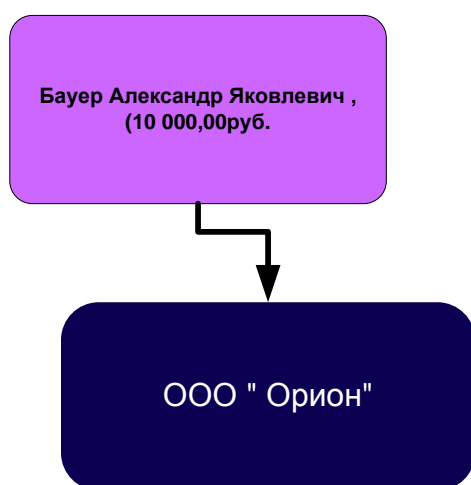 Бауер Александр Яковлевич ,
(10 000,00руб.
ООО " Орион"